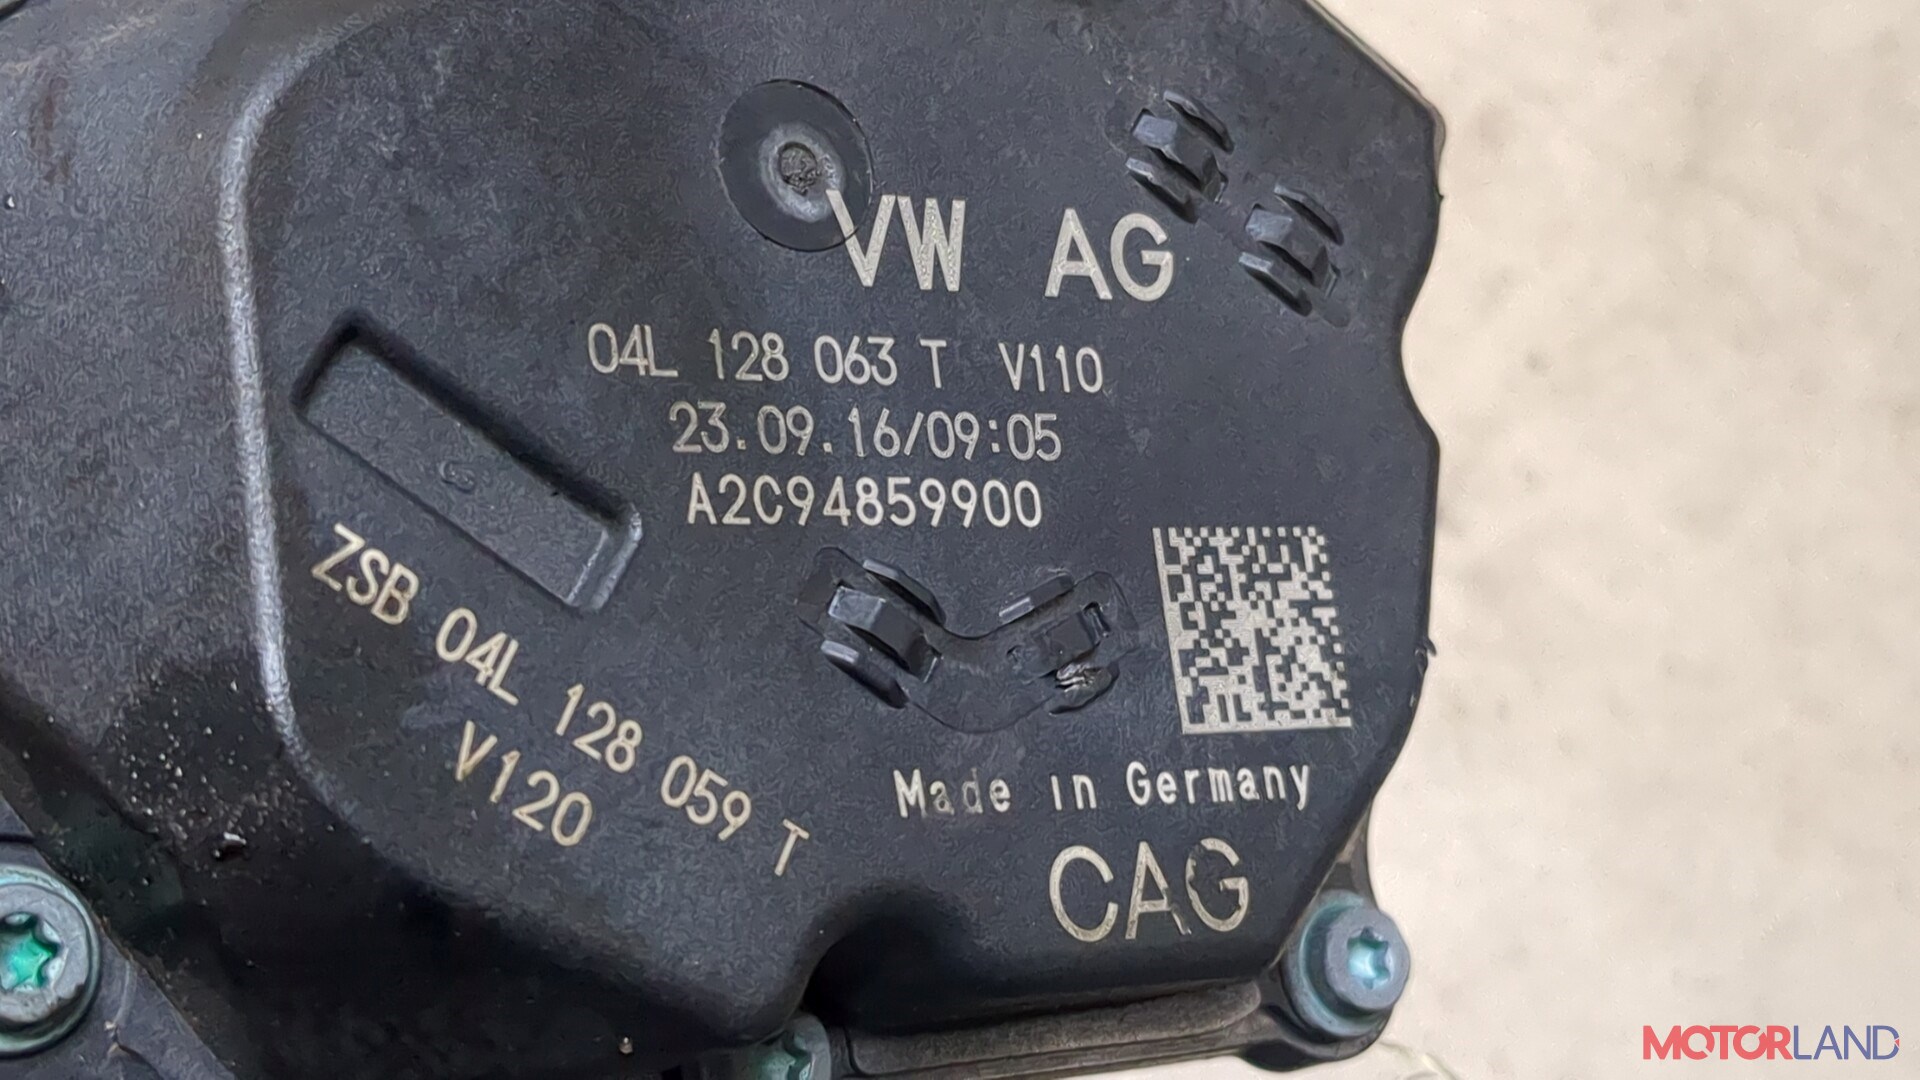 VW AG
04L 128 063 T V110
23.09.16/09:05
A2C94859900
ZSB 04L 128 059 T
V120
Made in Germany
CAG
MOTORLAND